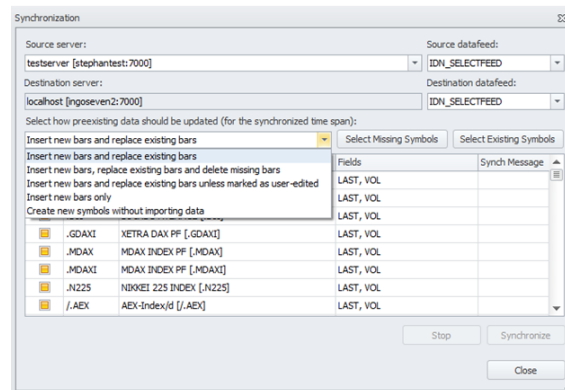 Synchronization
Source server:
Source datafeed:
testserver [stephantest:7000]
IDN_SELECTFEED
Destination server:
Destination datafeed:
localhost [ingoseven2:7000]
IDN_SELECTFEED
Select how preexisting data should be updated (for the synchronized time span):
Insert new bars and replace existing bars
Select Missing Symbols
Select Existing Symbols
Insert new bars and replace existing bars
Insert new bars, replace existing bars and delete missing bars
Insert new bars and replace existing bars unless marked as user-edited
Insert new bars only
Create new symbols without importing data
Fields
Synch Message
LAST, VOL
LAST, VOL
LAST, VOL
.GDAXI XETRA DAX PF [.GDAXI] LAST, VOL
.MDAX MDAX INDEX PF [.MDAX] LAST, VOL
.MDAXI MDAX INDEX PF [.MDAXI] LAST, VOL
.N225 NIKKEI 225 INDEX [.N225] LAST, VOL
/.AEX AEX-Index/d [/.AEX] LAST, VOL
Stop
Synchronize
Close